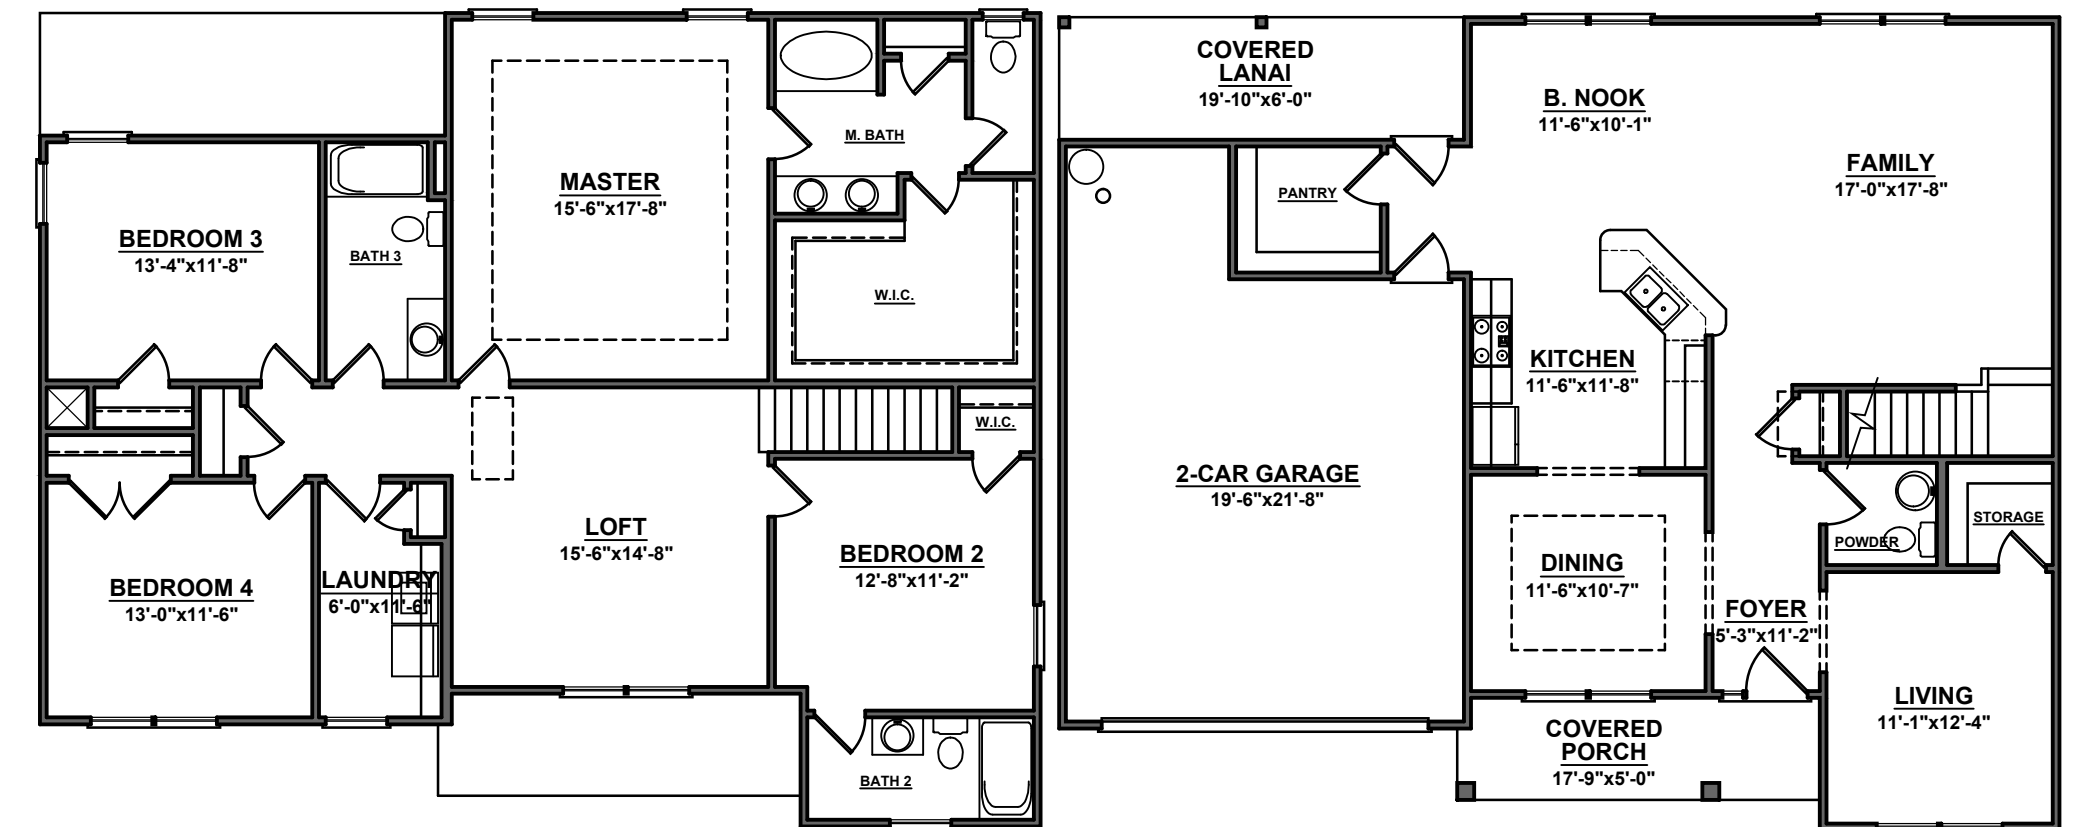 MASTER
15'-6"x17'-8"
M. BATH
BEDROOM 3
13'-4"x11'-8"
BATH 3
W.I.C.
W.I.C.
LOFT
15'-6"x14'-8"
BEDROOM 2
12'-8"x11'-2"
BEDROOM 4
13'-0"x11'-6"
LAUNDRY
6'-0"x11'-6"
BATH 2
COVERED
LANAI
19'-10"x6'-0"
B. NOOK
11'-6"x10'-1"
FAMILY
17'-0"x17'-8"
PANTRY
KITCHEN
11'-6"x11'-8"
2-CAR GARAGE
19'-6"x21'-8"
STORAGE
POWDER
DINING
11'-6"x10'-7"
FOYER
5'-3"x11'-2"
LIVING
11'-1"x12'-4"
COVERED
PORCH
17'-9"x5'-0"